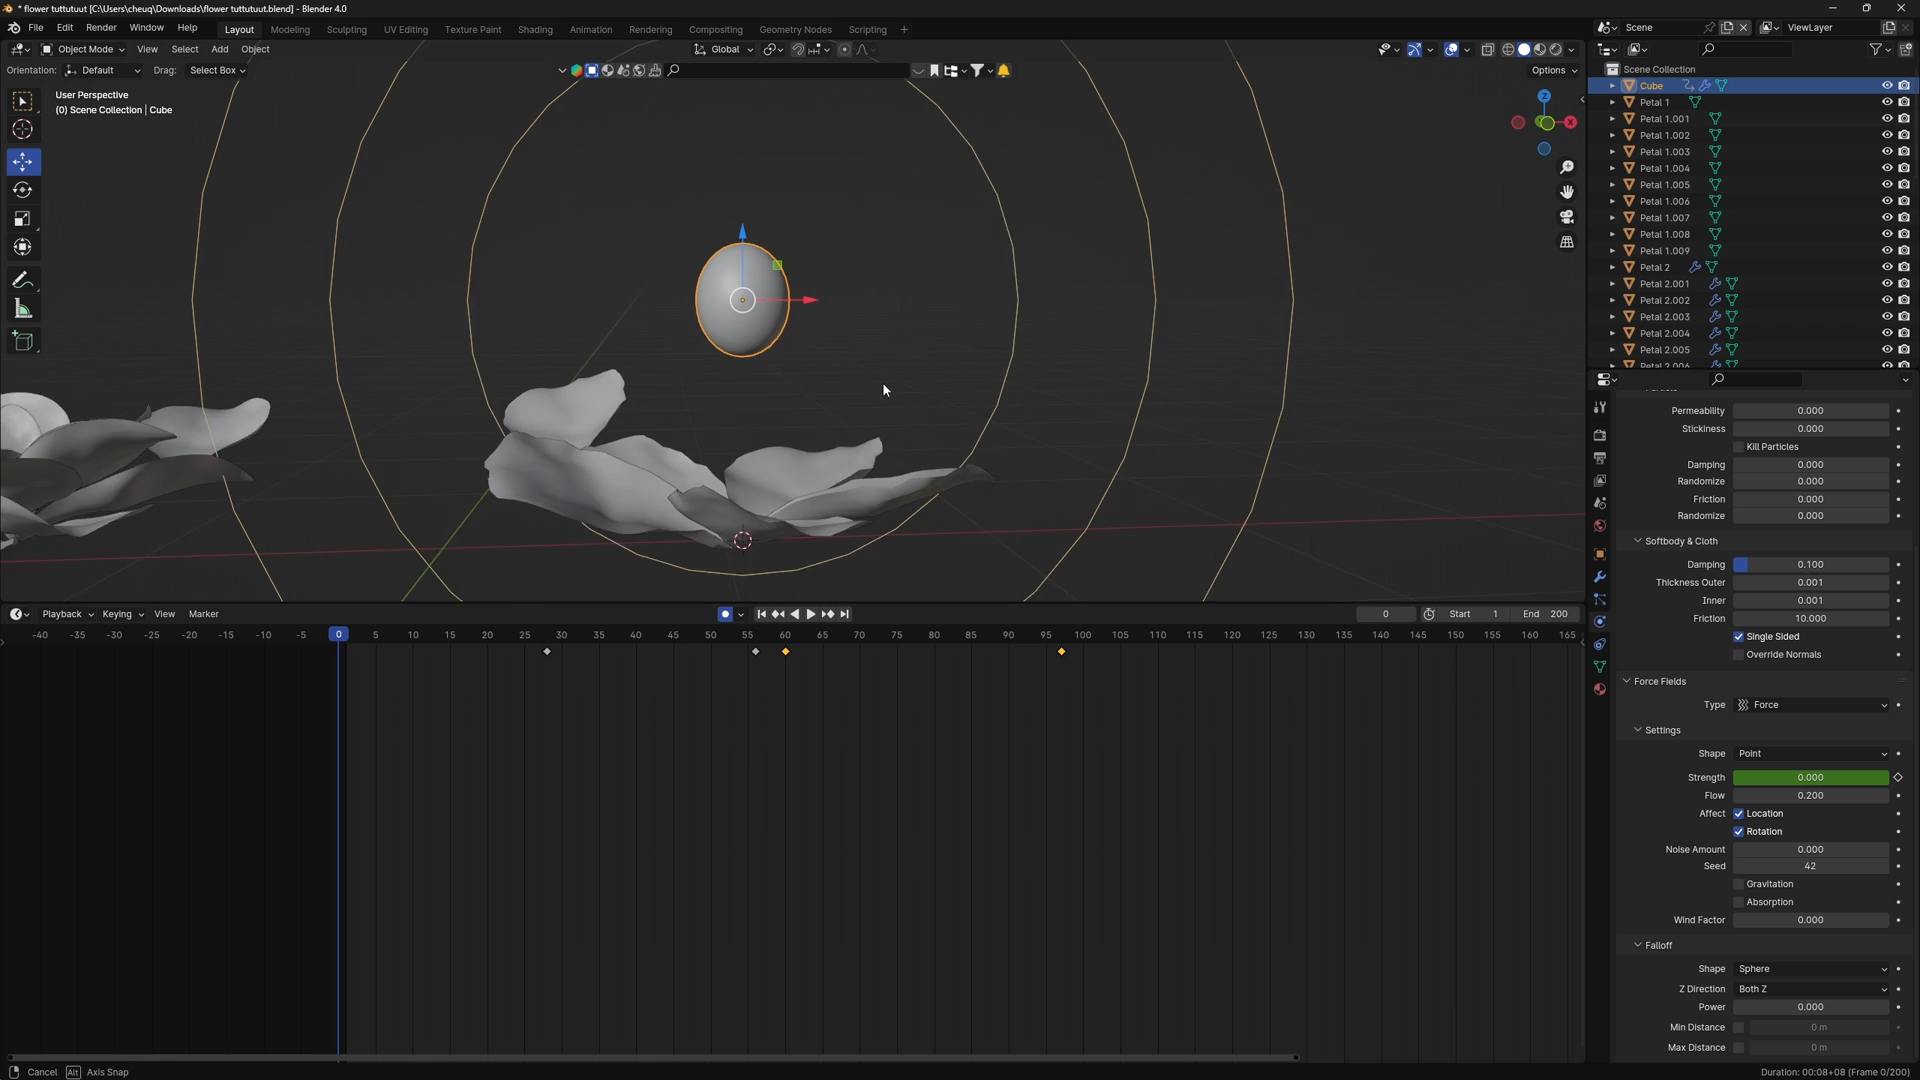 * flower tuttutuut [C:\Users\cheuq\Downloads\flower tuttutuut.blend] - Blender 4.0
File Edit Render Window Help Layout Modeling Sculpting UV Editing Texture Paint Shading Animation Rendering Compositing Geometry Nodes Scripting + Scene ViewLayer
Object Mode View Select Add Object Global
Orientation: Default Drag: Select Box Options
User Perspective
(0) Scene Collection | Cube
Z
X
Scene Collection
Cube
Petal 1
Petal 1.001
Petal 1.002
Petal 1.003
Petal 1.004
Petal 1.005
Petal 1.006
Petal 1.007
Petal 1.008
Petal 1.009
Petal 2
Petal 2.001
Petal 2.002
Petal 2.003
Petal 2.004
Petal 2.005
Petal 2.006
Permeability 0.000
Stickiness 0.000
Kill Particles
Damping 0.000
Randomize 0.000
Friction 0.000
Randomize 0.000
Softbody & Cloth
Damping 0.100
Thickness Outer 0.001
Inner 0.001
Friction 10.000
Single Sided
Override Normals
Force Fields
Type Force
Settings
Shape Point
Strength 0.000
Flow 0.200
Affect Location
Rotation
Noise Amount 0.000
Seed 42
Gravitation
Absorption
Wind Factor 0.000
Falloff
Shape Sphere
Z Direction Both Z
Power 0.000
Min Distance 0 m
Max Distance 0 m
Playback Keying View Marker 0 Start 1 End 200
-40 -35 -30 -25 -20 -15 -10 -5 0 5 10 15 20 25 30 35 40 45 50 55 60 65 70 75 80 85 90 95 100 105 110 115 120 125 130 135 140 145 150 155 160 165
Cancel Alt Axis Snap Duration: 00:08+08 (Frame 0/200)